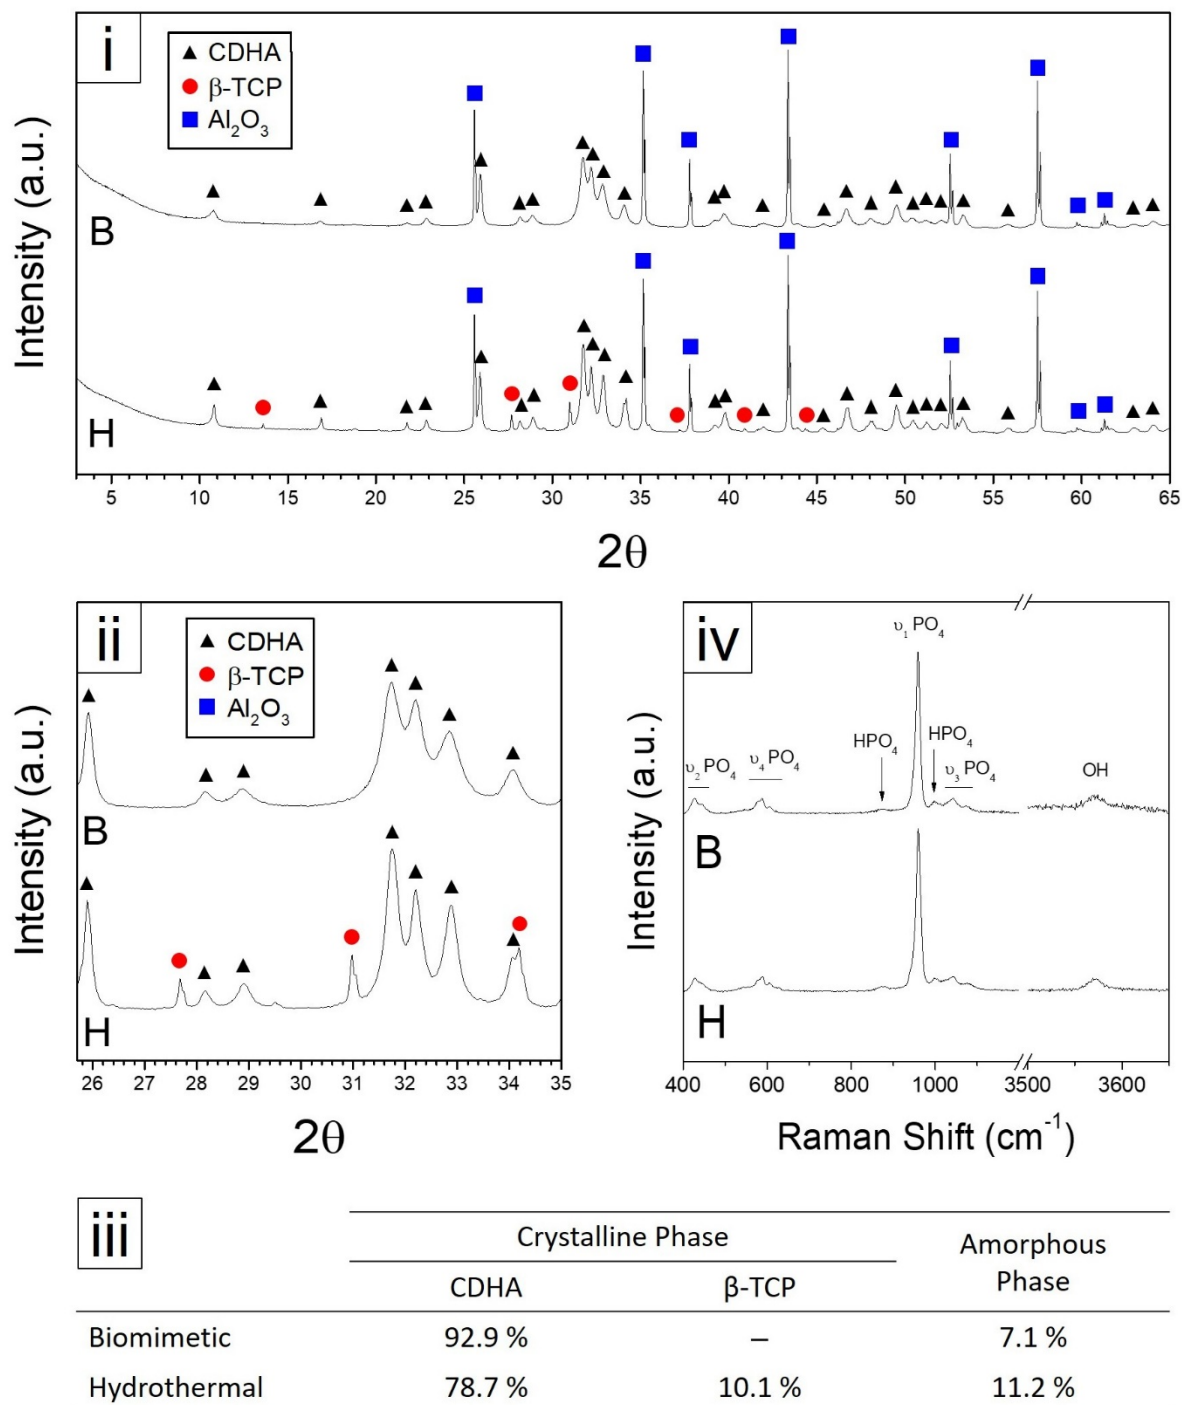 i
CDHA
β-TCP
Al₂O₃
B
H
Intensity (a.u.)
5 10 15 20 25 30 35 40 45 50 55 60 65
2θ
ii
CDHA
β-TCP
Al₂O₃
B
H
Intensity (a.u.)
26 27 28 29 30 31 32 33 34 35
2θ
iv
υ₁ PO₄
HPO₄ HPO₄
υ₂ PO₄ υ₄ PO₄ υ₃ PO₄ OH
B
H
Intensity (a.u.)
400 600 800 1000 3500 3600
Raman Shift (cm⁻¹)
iii
Crystalline Phase Amorphous
Phase
CDHA β-TCP
Biomimetic 92.9 % – 7.1 %
Hydrothermal 78.7 % 10.1 % 11.2 %